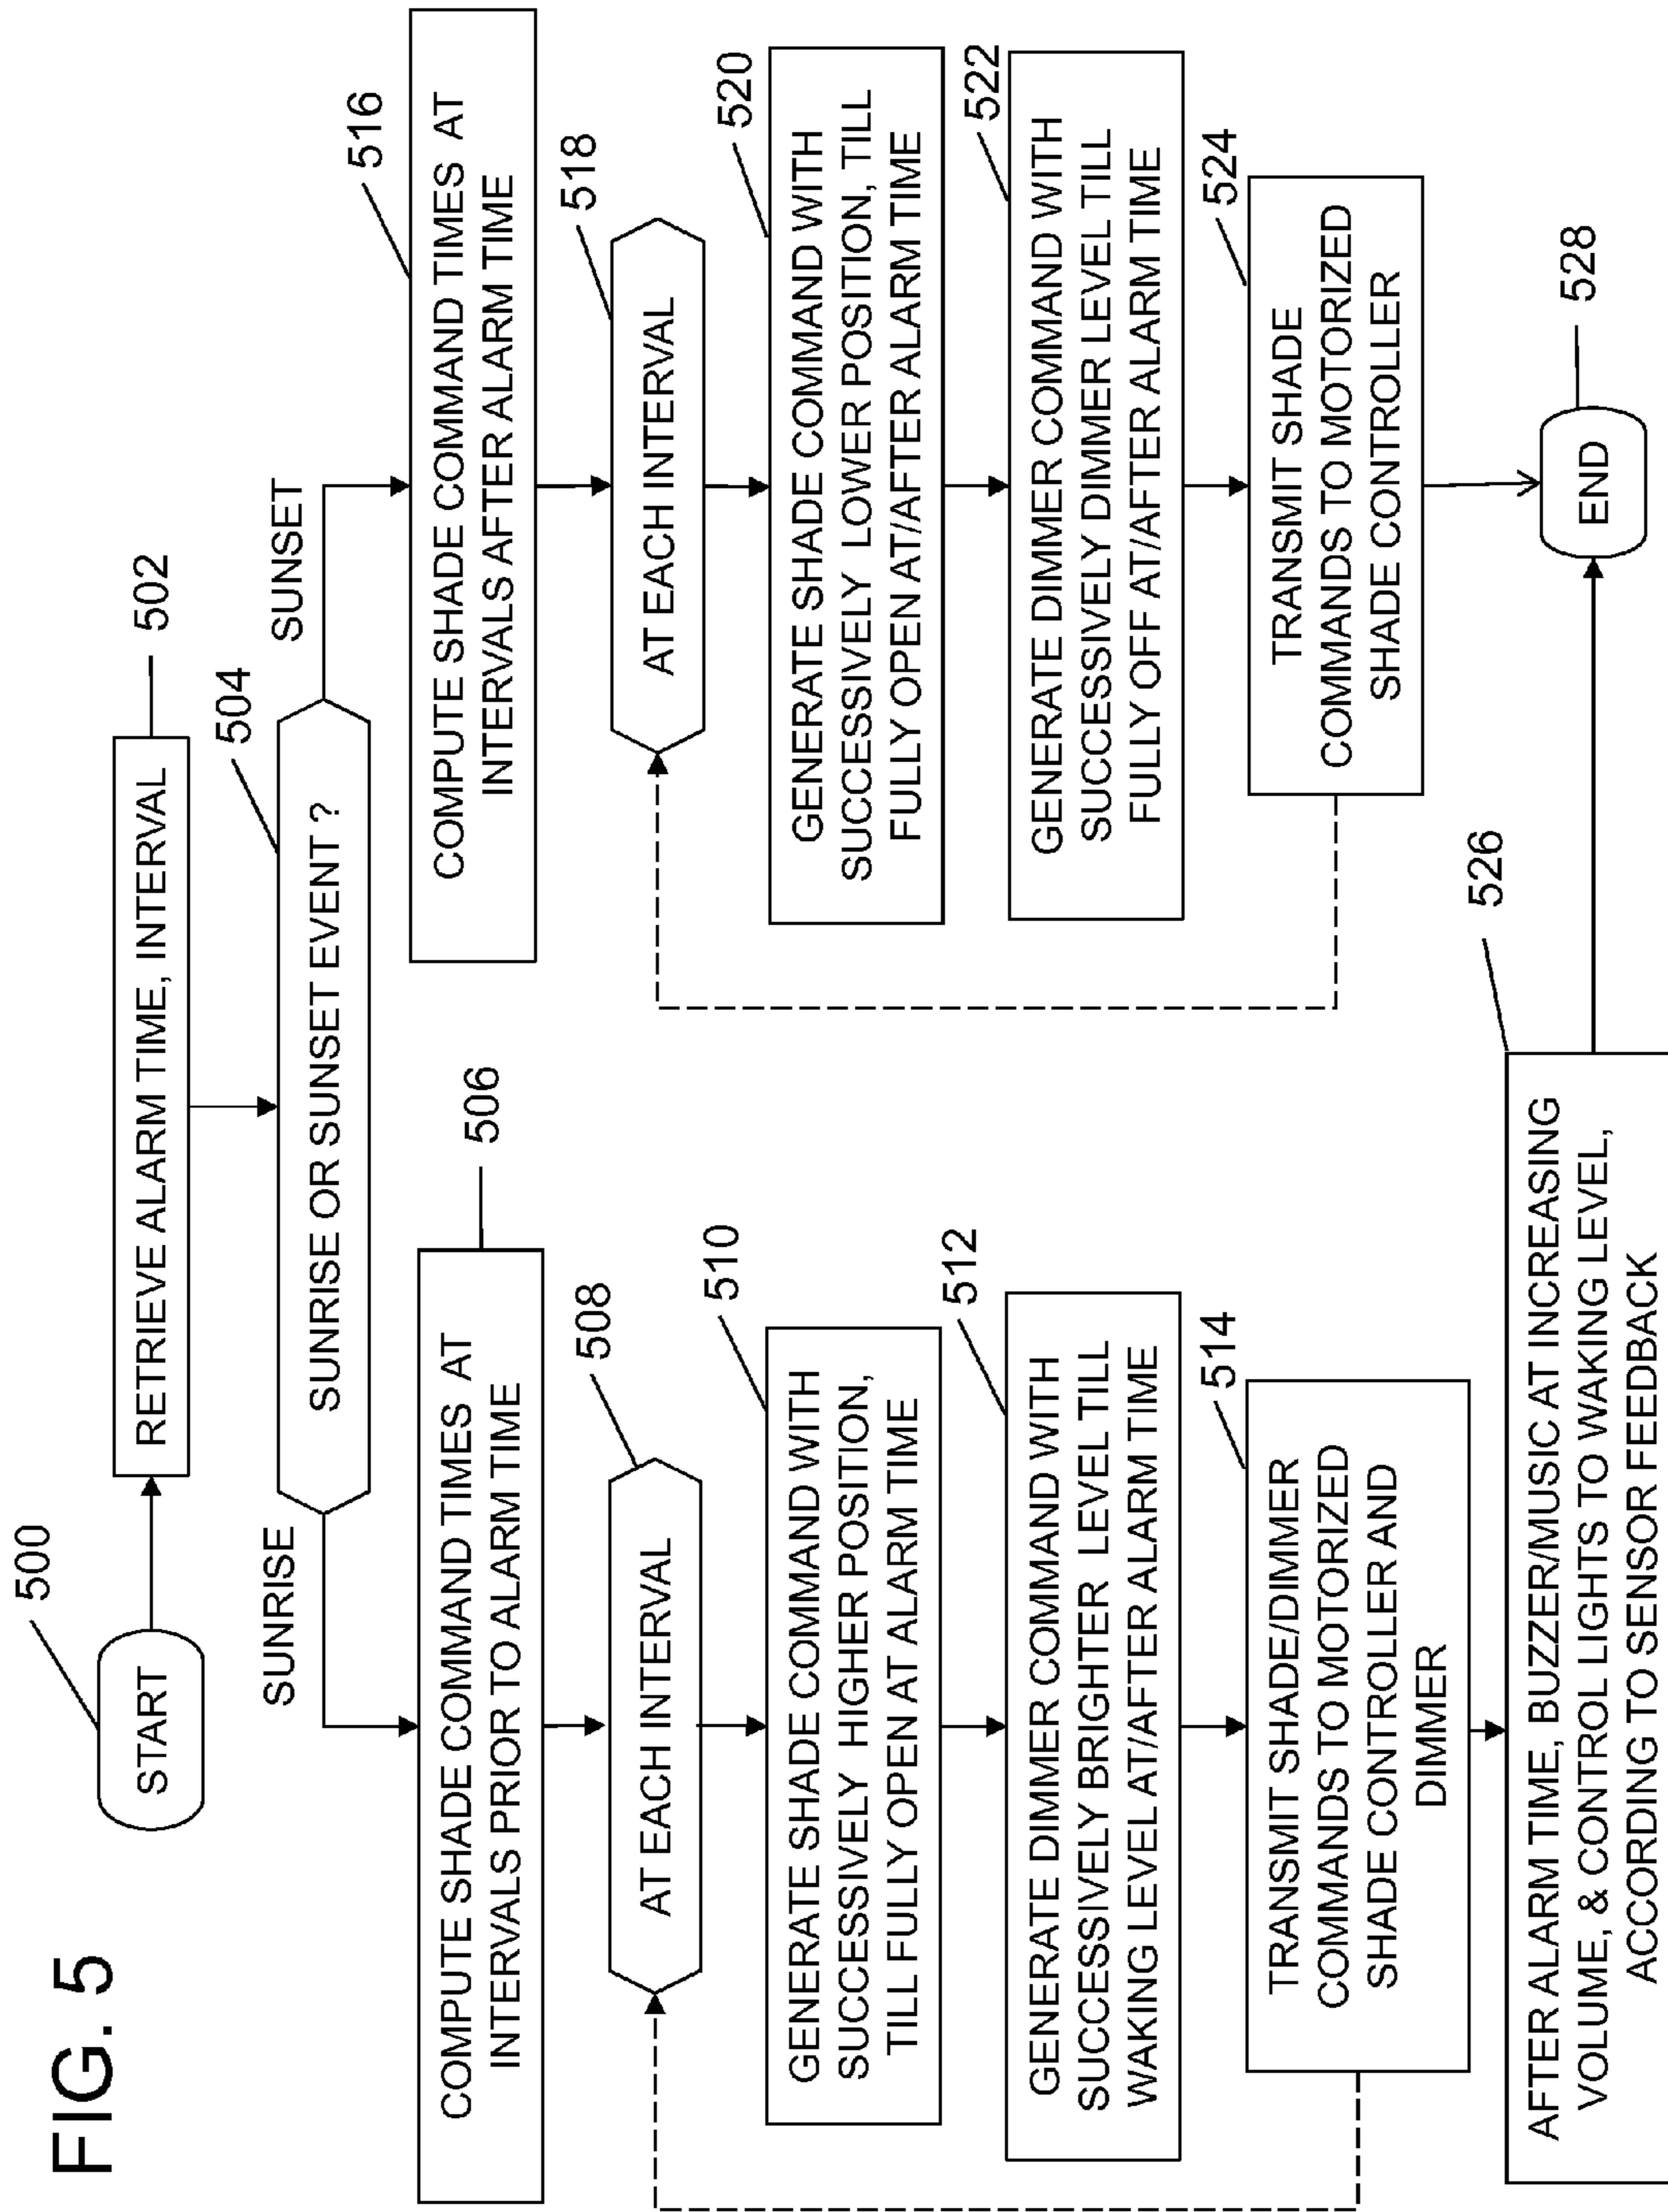 FIG. 5
500
START
RETRIEVE ALARM TIME, INTERVAL
502
504
SUNRISE OR SUNSET EVENT ?
SUNRISE
SUNSET
COMPUTE SHADE COMMAND TIMES AT
INTERVALS PRIOR TO ALARM TIME
506
508
AT EACH INTERVAL
510
GENERATE SHADE COMMAND WITH
SUCCESSIVELY HIGHER POSITION,
TILL FULLY OPEN AT ALARM TIME
512
GENERATE DIMMER COMMAND WITH
SUCCESSIVELY BRIGHTER LEVEL TILL
WAKING LEVEL AT/AFTER ALARM TIME
514
TRANSMIT SHADE/DIMMER
COMMANDS TO MOTORIZED
SHADE CONTROLLER AND
DIMMER
516
COMPUTE SHADE COMMAND TIMES AT
INTERVALS AFTER ALARM TIME
518
AT EACH INTERVAL
520
GENERATE SHADE COMMAND WITH
SUCCESSIVELY LOWER POSITION, TILL
FULLY OPEN AT/AFTER ALARM TIME
522
GENERATE DIMMER COMMAND WITH
SUCCESSIVELY DIMMER LEVEL TILL
FULLY OFF AT/AFTER ALARM TIME
524
TRANSMIT SHADE
COMMANDS TO MOTORIZED
SHADE CONTROLLER
526
AFTER ALARM TIME, BUZZER/MUSIC AT INCREASING
VOLUME, & CONTROL LIGHTS TO WAKING LEVEL,
ACCORDING TO SENSOR FEEDBACK
END
528